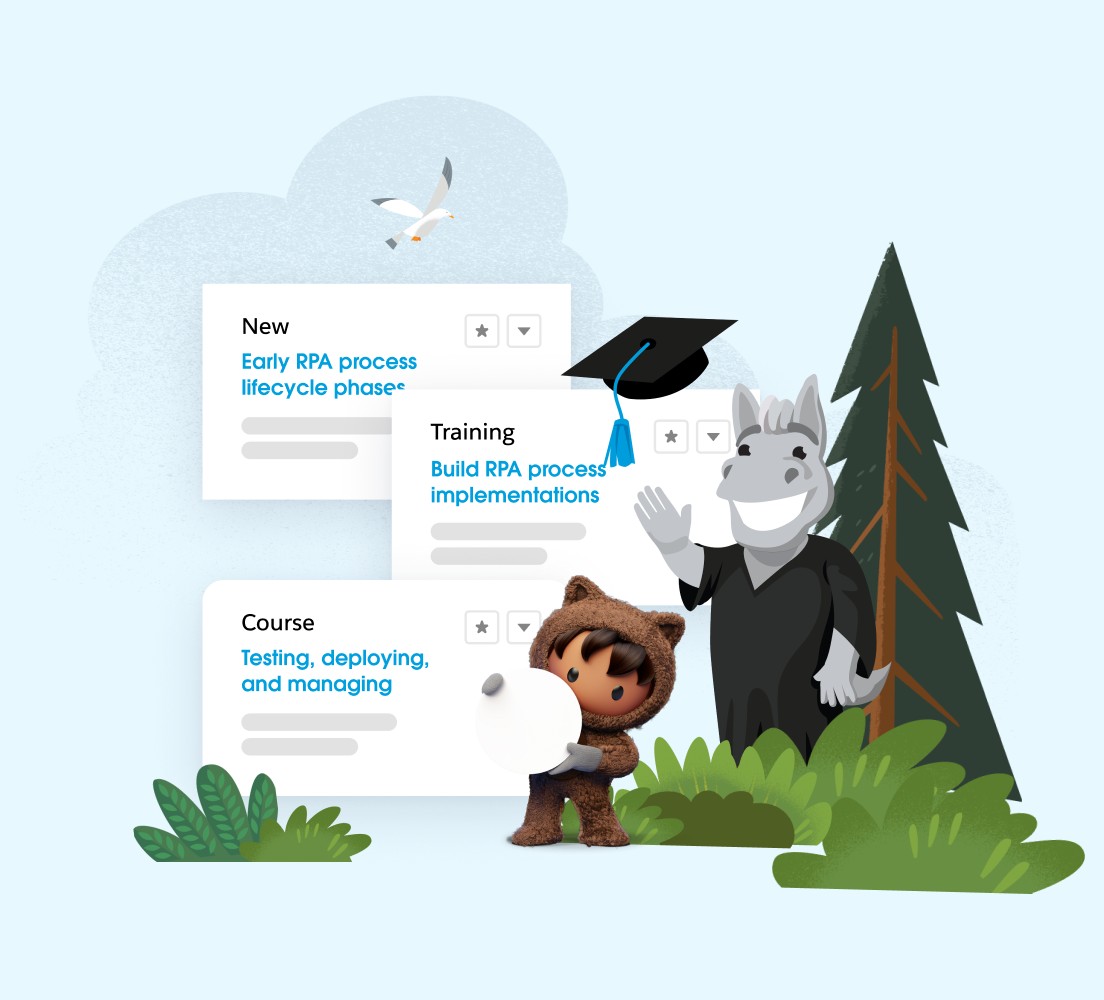 New
Early RPA process
lifecycle phases
Training
Build RPA process
implementations
Course
Testing, deploying,
and managing